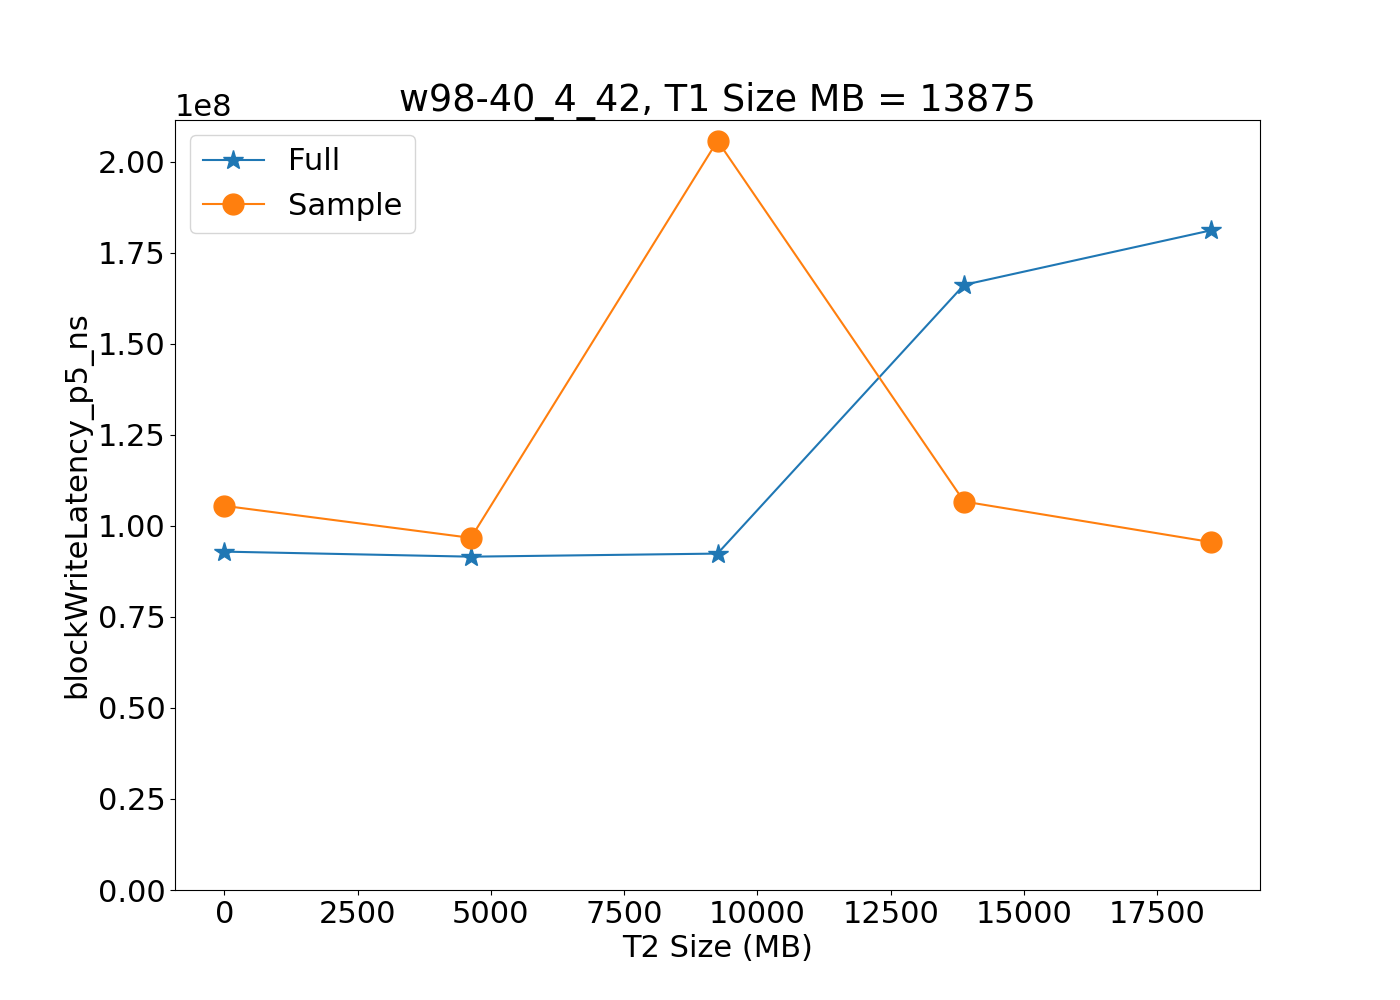 w98-40_4_42, T1 Size MB = 13875
1e8
Full
Sample
2.00
1.75
1.50
1.25
1.00
0.75
0.50
0.25
0.00
blockWriteLatency_p5_ns
0 2500 5000 7500 10000 12500 15000 17500
T2 Size (MB)